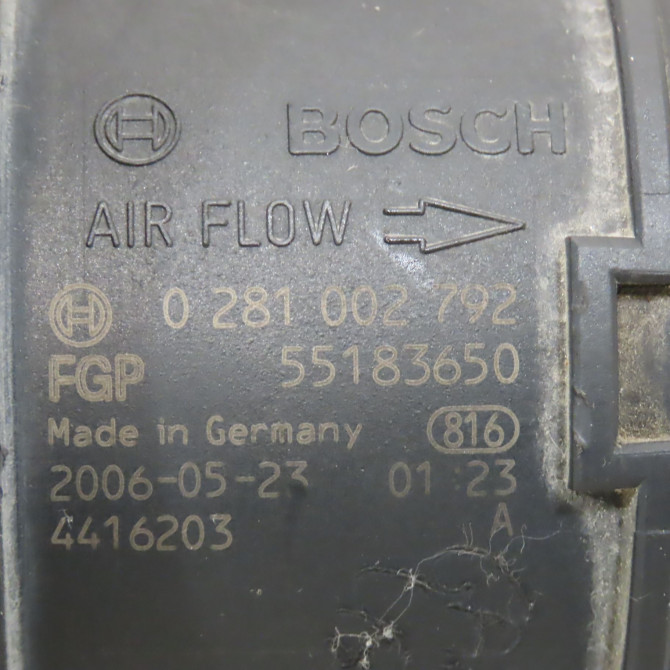 BOSCH
AIR FLOW
0 281 002 792
FGP 55183650
Made in Germany 816
2006-05-23 01:23
4416203 A